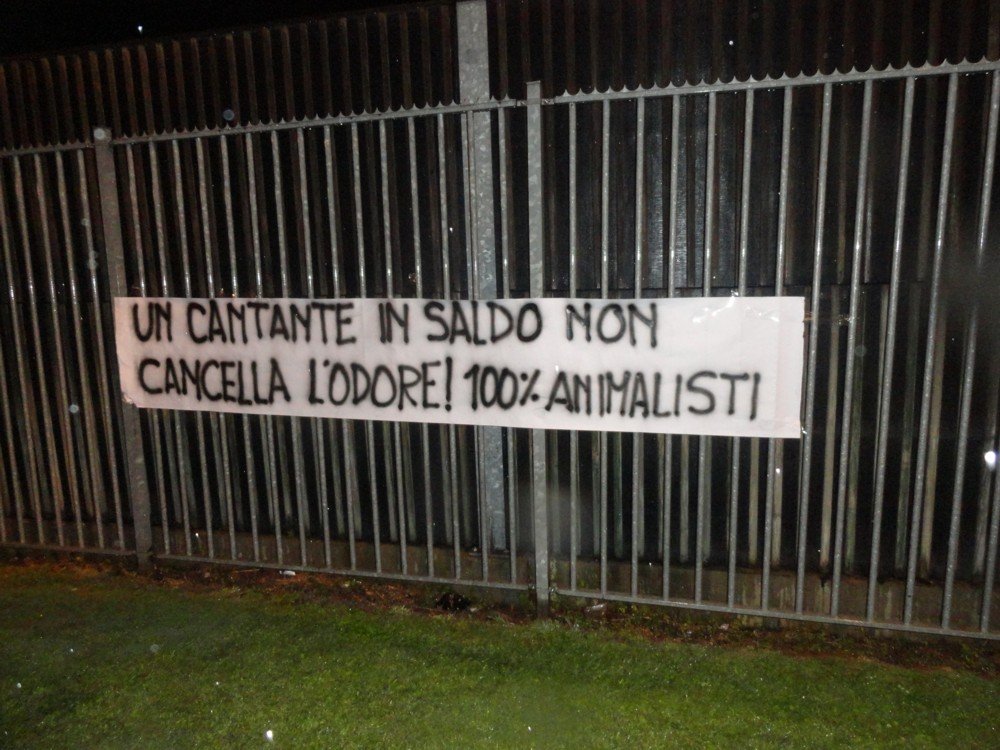 UN CANTANTE IN SALDO NON
CANCELLA L'ODORE! 100% ANIMALISTI